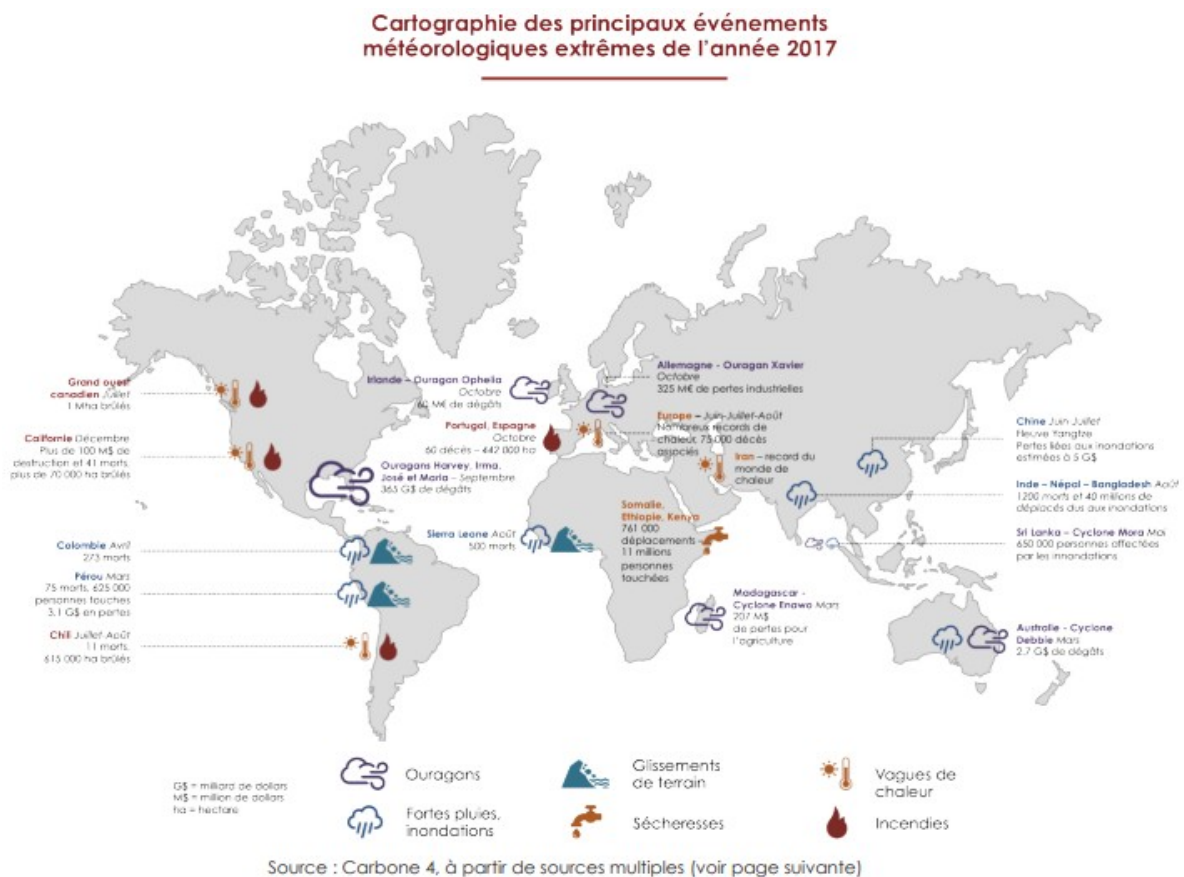 Cartographie des principaux événements
météorologiques extrêmes de l'année 2017
Grand ouest
canadien Juillet
1 Mha brûlés
Californie Décembre
Plus de 100 M$ de
destruction et 41 morts,
plus de 70 000 ha brûlés
Irlande – Ouragan Ophelia
Octobre
60 M€ de dégâts
Portugal, Espagne
Octobre
60 décès – 442 000 ha
Ouragans Harvey, Irma,
José et Maria – Septembre
365 G$ de dégâts
Allemagne - Ouragan Xavier
Octobre
325 M€ de pertes industrielles
Europe – Juin-Juillet-Août
Nombreux records de
chaleur, 75 000 décès
associés
Iran – record du
monde de
chaleur
Chine Juin-Juillet
Fleuve Yangtze
Pertes liées aux inondations
estimées à 5 G$
Inde – Népal – Bangladesh Août
1200 morts et 40 millions de
déplacés dus aux inondations
Sri Lanka – Cyclone Mora Mai
650 000 personnes affectées
par les innondations
Somalie,
Ethiopie, Kenya
761 000
déplacements
11 millions
personnes
touchées
Sierra Leone Août
500 morts
Colombie Avril
273 morts
Pérou Mars
75 morts, 625 000
personnes touches
3.1 G$ en pertes
Chili Juillet-Août
11 morts,
615 000 ha brûlés
Madagascar -
Cyclone Enawo Mars
207 M$
de pertes pour
l'agriculture
Australie - Cyclone
Debbie Mars
2.7 G$ de dégâts
G$ = milliard de dollars
M$ = million de dollars
ha = hectare
Ouragans
Glissements
de terrain
Vagues de
chaleur
Fortes pluies,
inondations
Sécheresses
Incendies
Source : Carbone 4, à partir de sources multiples (voir page suivante)